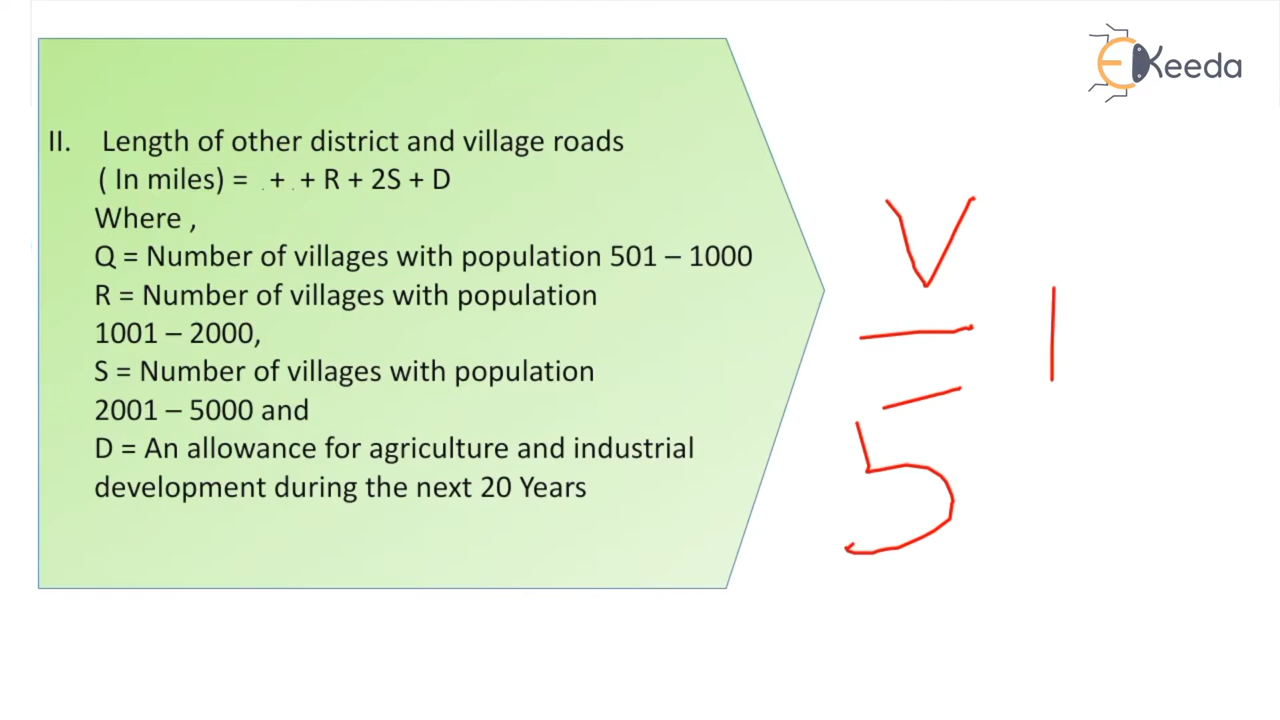 EKeeda
II. Length of other district and village roads
( In miles) = . + . + R + 2S + D
Where ,
Q = Number of villages with population 501 – 1000
R = Number of villages with population
1001 – 2000,
S = Number of villages with population
2001 – 5000 and
D = An allowance for agriculture and industrial
development during the next 20 Years
V
5
1